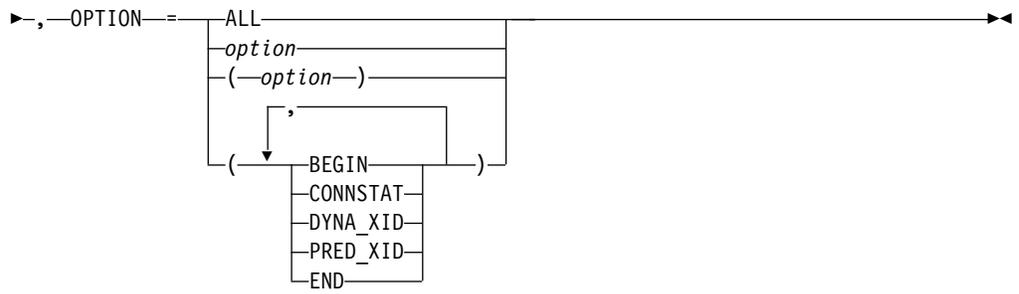 , OPTION = ALL
option
( option )
,
( BEGIN )
CONNSTAT
DYNA_XID
PRED_XID
END